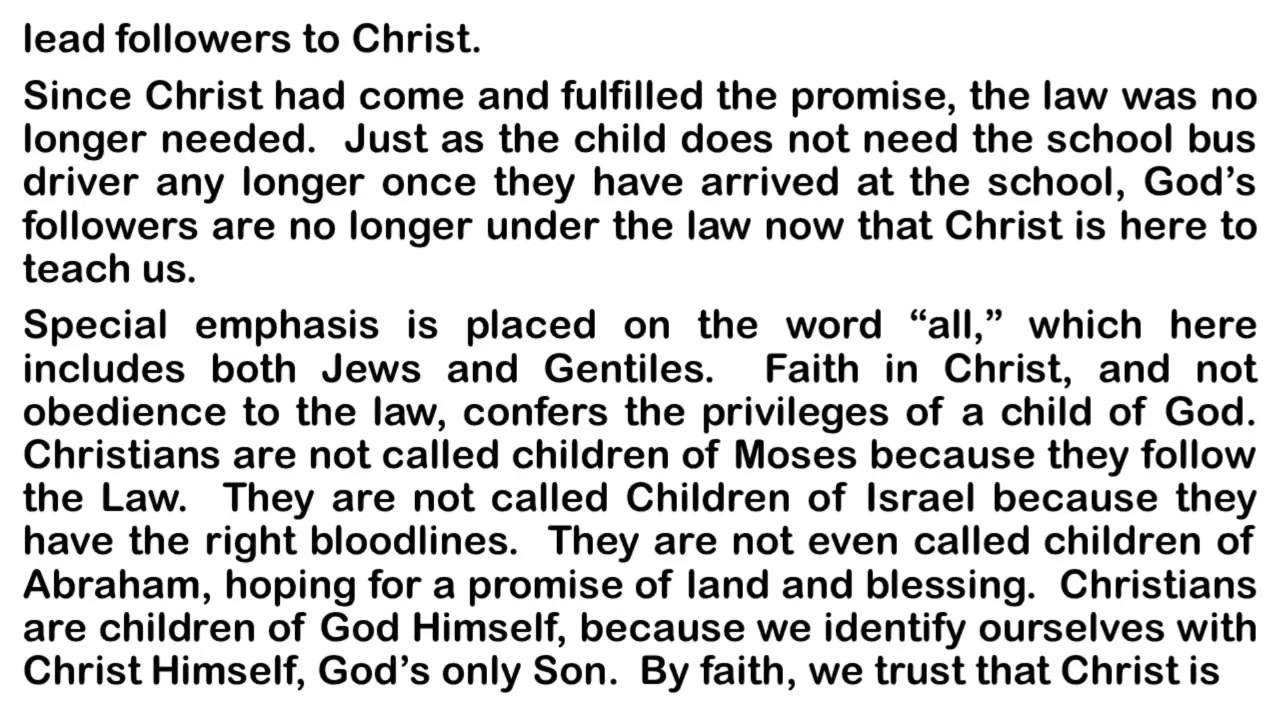 lead followers to Christ.
Since Christ had come and fulfilled the promise, the law was no
longer needed.  Just as the child does not need the school bus
driver any longer once they have arrived at the school, God’s
followers are no longer under the law now that Christ is here to
teach us.
Special emphasis is placed on the word “all,” which here
includes both Jews and Gentiles.  Faith in Christ, and not
obedience to the law, confers the privileges of a child of God.
Christians are not called children of Moses because they follow
the Law.  They are not called Children of Israel because they
have the right bloodlines.  They are not even called children of
Abraham, hoping for a promise of land and blessing.  Christians
are children of God Himself, because we identify ourselves with
Christ Himself, God’s only Son.  By faith, we trust that Christ is